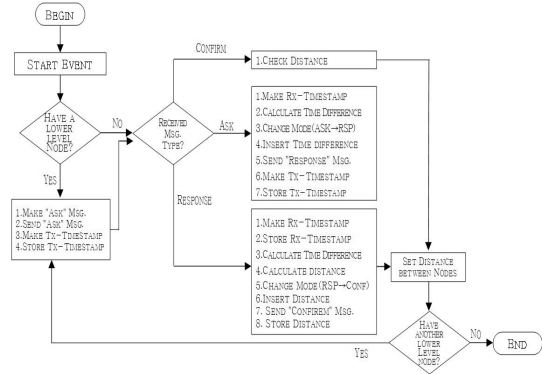 BEGIN
START EVENT
HAVE A
LOWER
LEVEL
NODE?
NO
YES
1.MAKE "ASK" MSG.
2.SEND "ASK" MSG.
3.MAKE TX-TIMESTAMP
4.STORE TX-TIMESTAMP
RECEIVED
MSG.
TYPE?
CONFIRM
ASK
RESPONSE
1.CHECK DISTANCE
1.MAKE RX-TIMESTAMP
2.CALCULATE TIME DIFFERENCE
3.CHANGE MODE(ASK→RSP)
4.INSERT TIME DIFFERENCE
5.SEND "RESPONSE" MSG.
6.MAKE TX-TIMESTAMP
7.STORE TX-TIMESTAMP
1.MAKE RX-TIMESTAMP
2.STORE RX-TIMESTAMP
3.CALCULATE TIME DIFFERENCE
4.CALCULATE DISTANCE
5.CHANGE MODE(RSP→CONF)
6.INSERT DISTANCE
7. SEND "CONFIREM" MSG.
8. STORE DISTANCE
SET DISTANCE
BETWEEN NODES
HAVE
ANOTHER
LOWER
LEVEL
NODE?
YES
NO
END